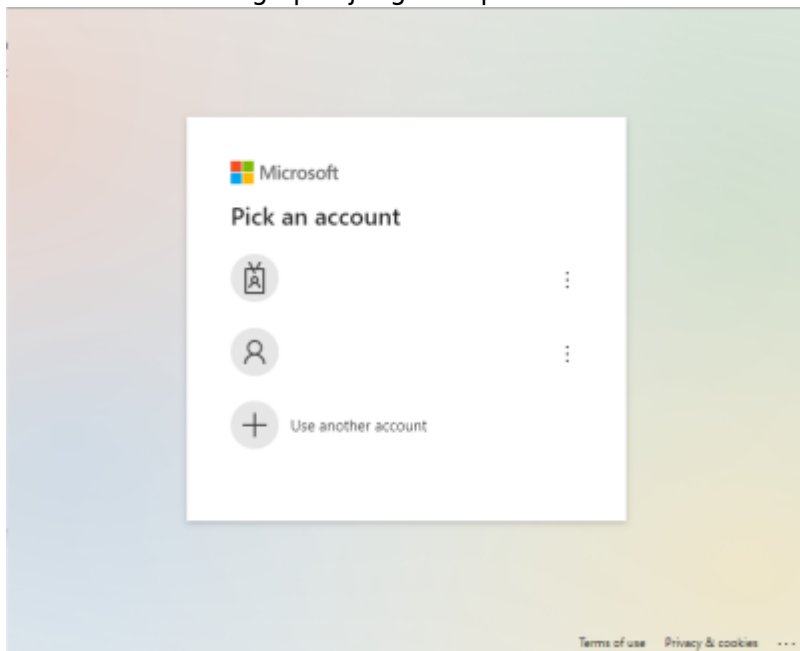 Microsoft
Pick an account
Use another account
Terms of use Privacy & cookies ...